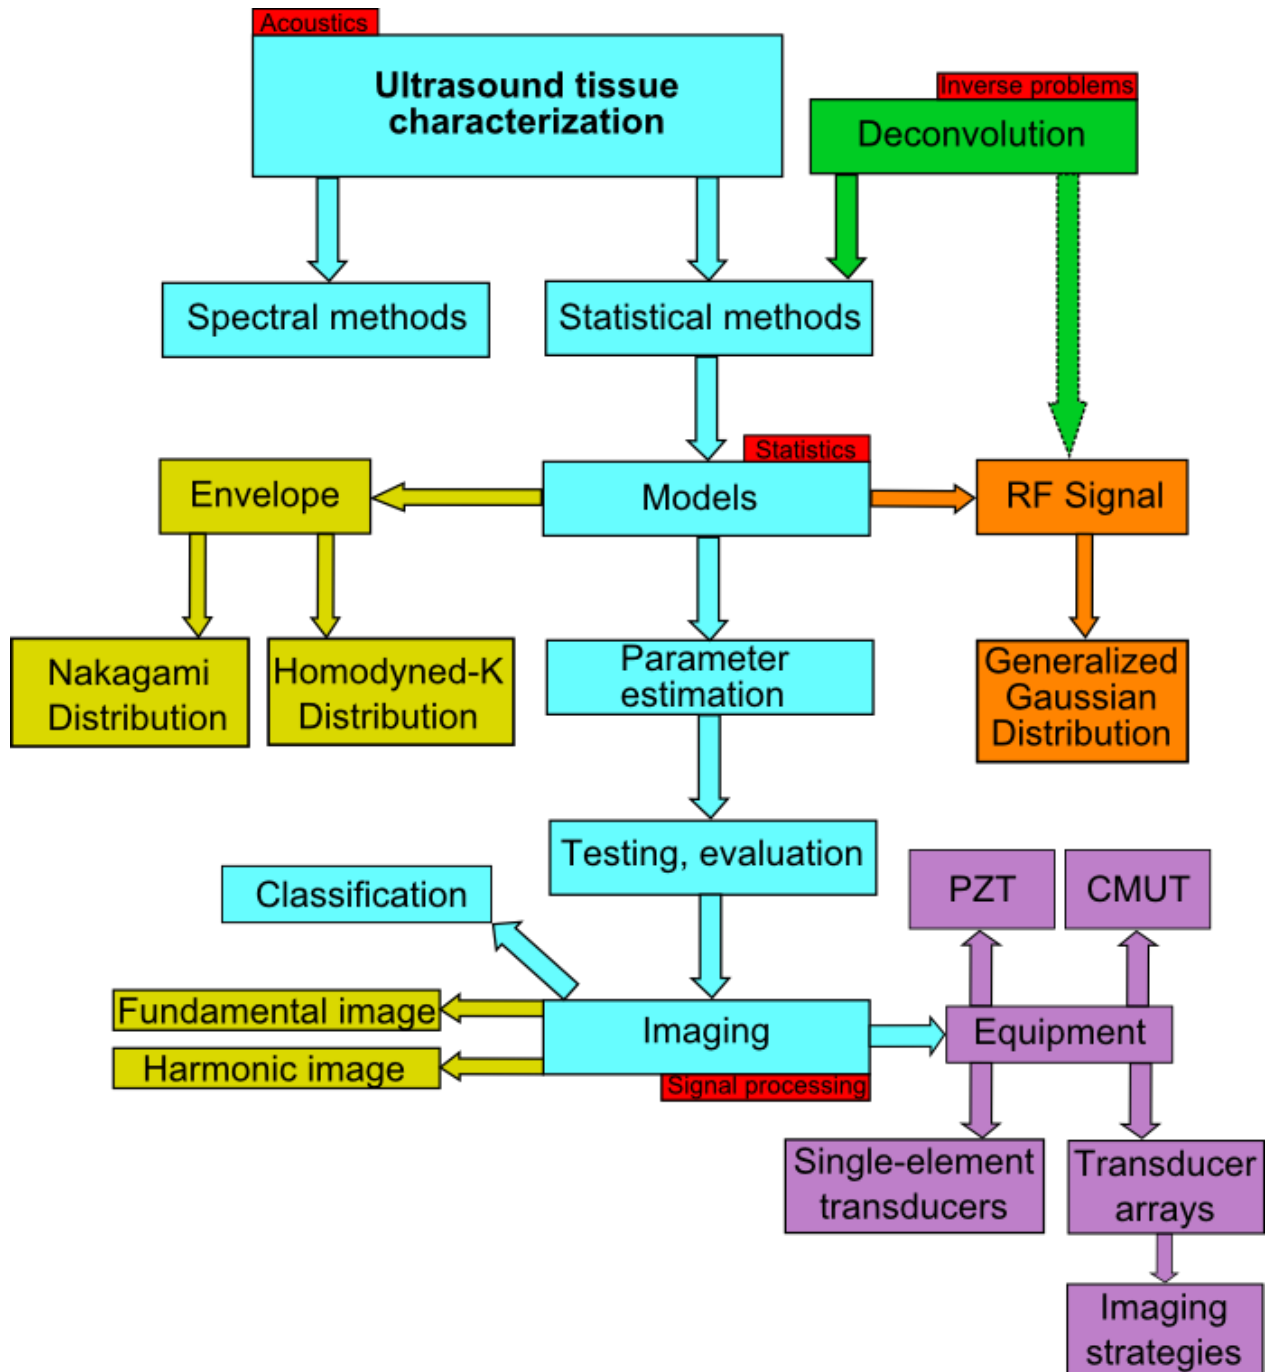 Acoustics
Ultrasound tissue
characterization
Inverse problems
Deconvolution
Spectral methods
Statistical methods
Statistics
Envelope
Models
RF Signal
Nakagami
Distribution
Homodyned-K
Distribution
Parameter
estimation
Generalized
Gaussian
Distribution
Testing, evaluation
Classification
PZT
CMUT
Fundamental image
Harmonic image
Imaging
Signal processing
Equipment
Single-element
transducers
Transducer
arrays
Imaging
strategies